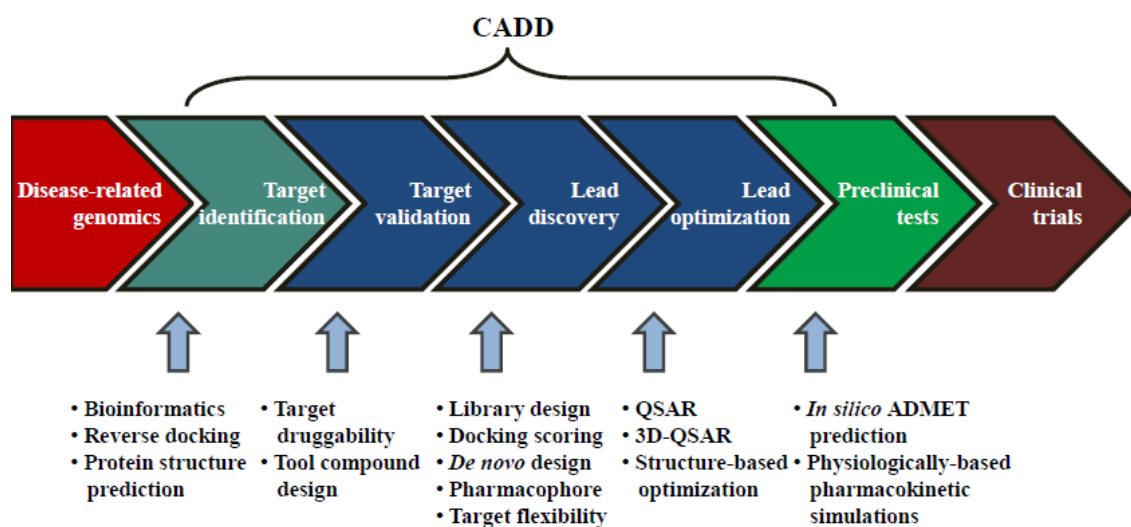 CADD
Disease-related
genomics
Target
identification
Target
validation
Lead
discovery
Lead
optimization
Preclinical
tests
Clinical
trials
• Bioinformatics
• Reverse docking
• Protein structure
prediction
• Target
druggability
• Tool compound
design
• Library design
• Docking scoring
• De novo design
• Pharmacophore
• Target flexibility
• QSAR
• 3D-QSAR
• Structure-based
optimization
• In silico ADMET
prediction
• Physiologically-based
pharmacokinetic
simulations